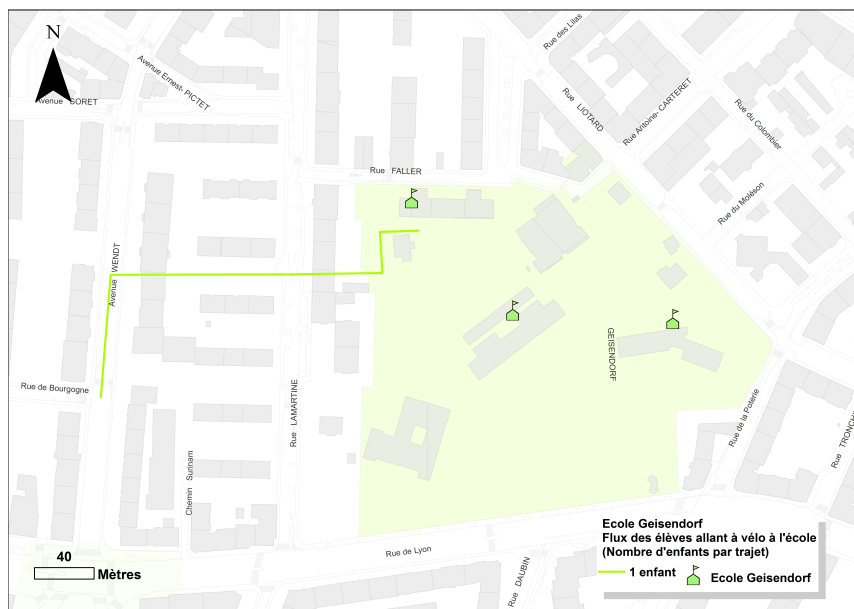 N
Rue des Lilas
Avenue Ernest-PICTET
Avenue SORET
Rue LIOTARD
Rue Antoine-CARTERET
Rue du Colombier
Rue FALLER
Rue du Moléson
Avenue WENDT
GEISENDORF
Rue de Bourgogne
Rue LAMARTINE
Rue de la Poterie
Rue TRONCHIN
Chemin Surinam
Rue de Lyon
Rue DAUBIN
40
Mètres
Ecole Geisendorf
Flux des élèves allant à vélo à l'école
(Nombre d'enfants par trajet)
1 enfant Ecole Geisendorf